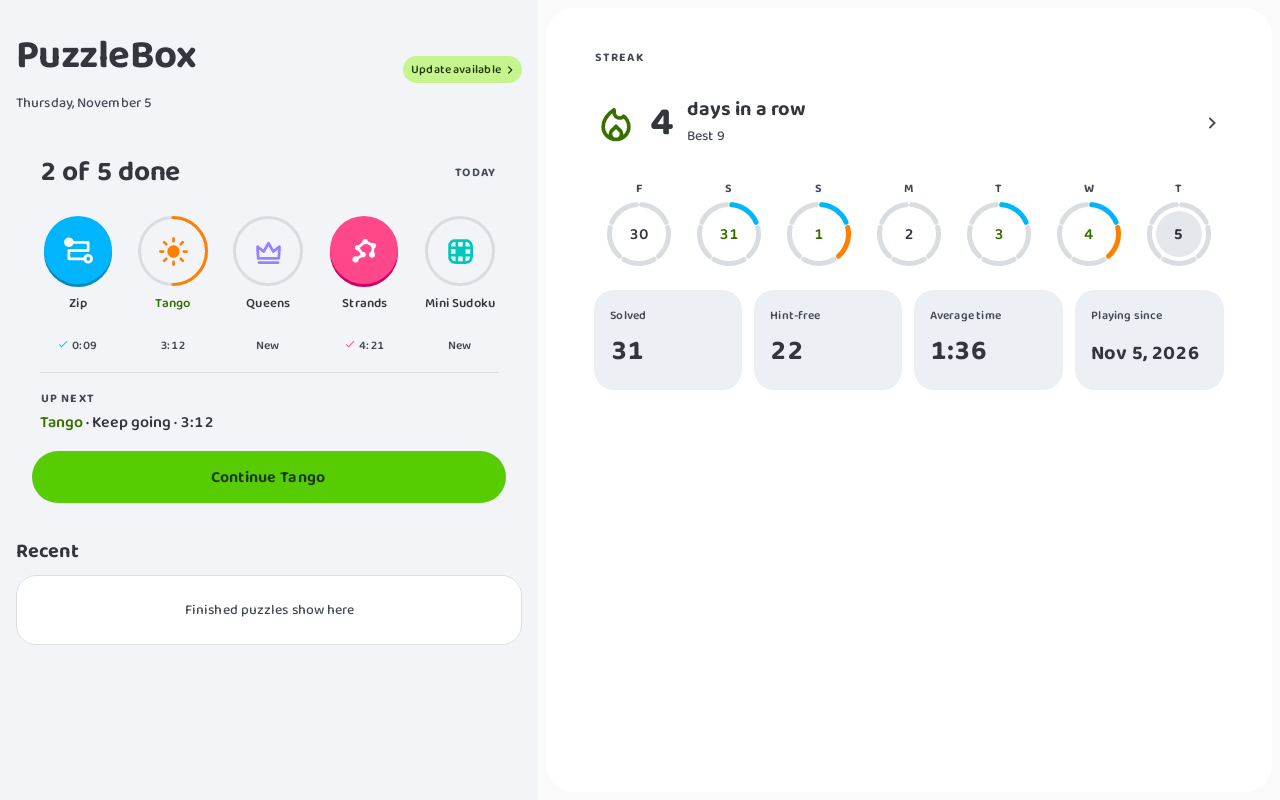 PuzzleBox
Update available
Thursday, November 5
2 of 5 done
TODAY
Zip
Tango
Queens
Strands
Mini Sudoku
0:09
3:12
New
4:21
New
UP NEXT
Tango · Keep going · 3:12
Continue Tango
Recent
Finished puzzles show here
STREAK
4
days in a row
Best 9
F S S M T W T
30 31 1 2 3 4 5
Solved
31
Hint-free
22
Average time
1:36
Playing since
Nov 5, 2026